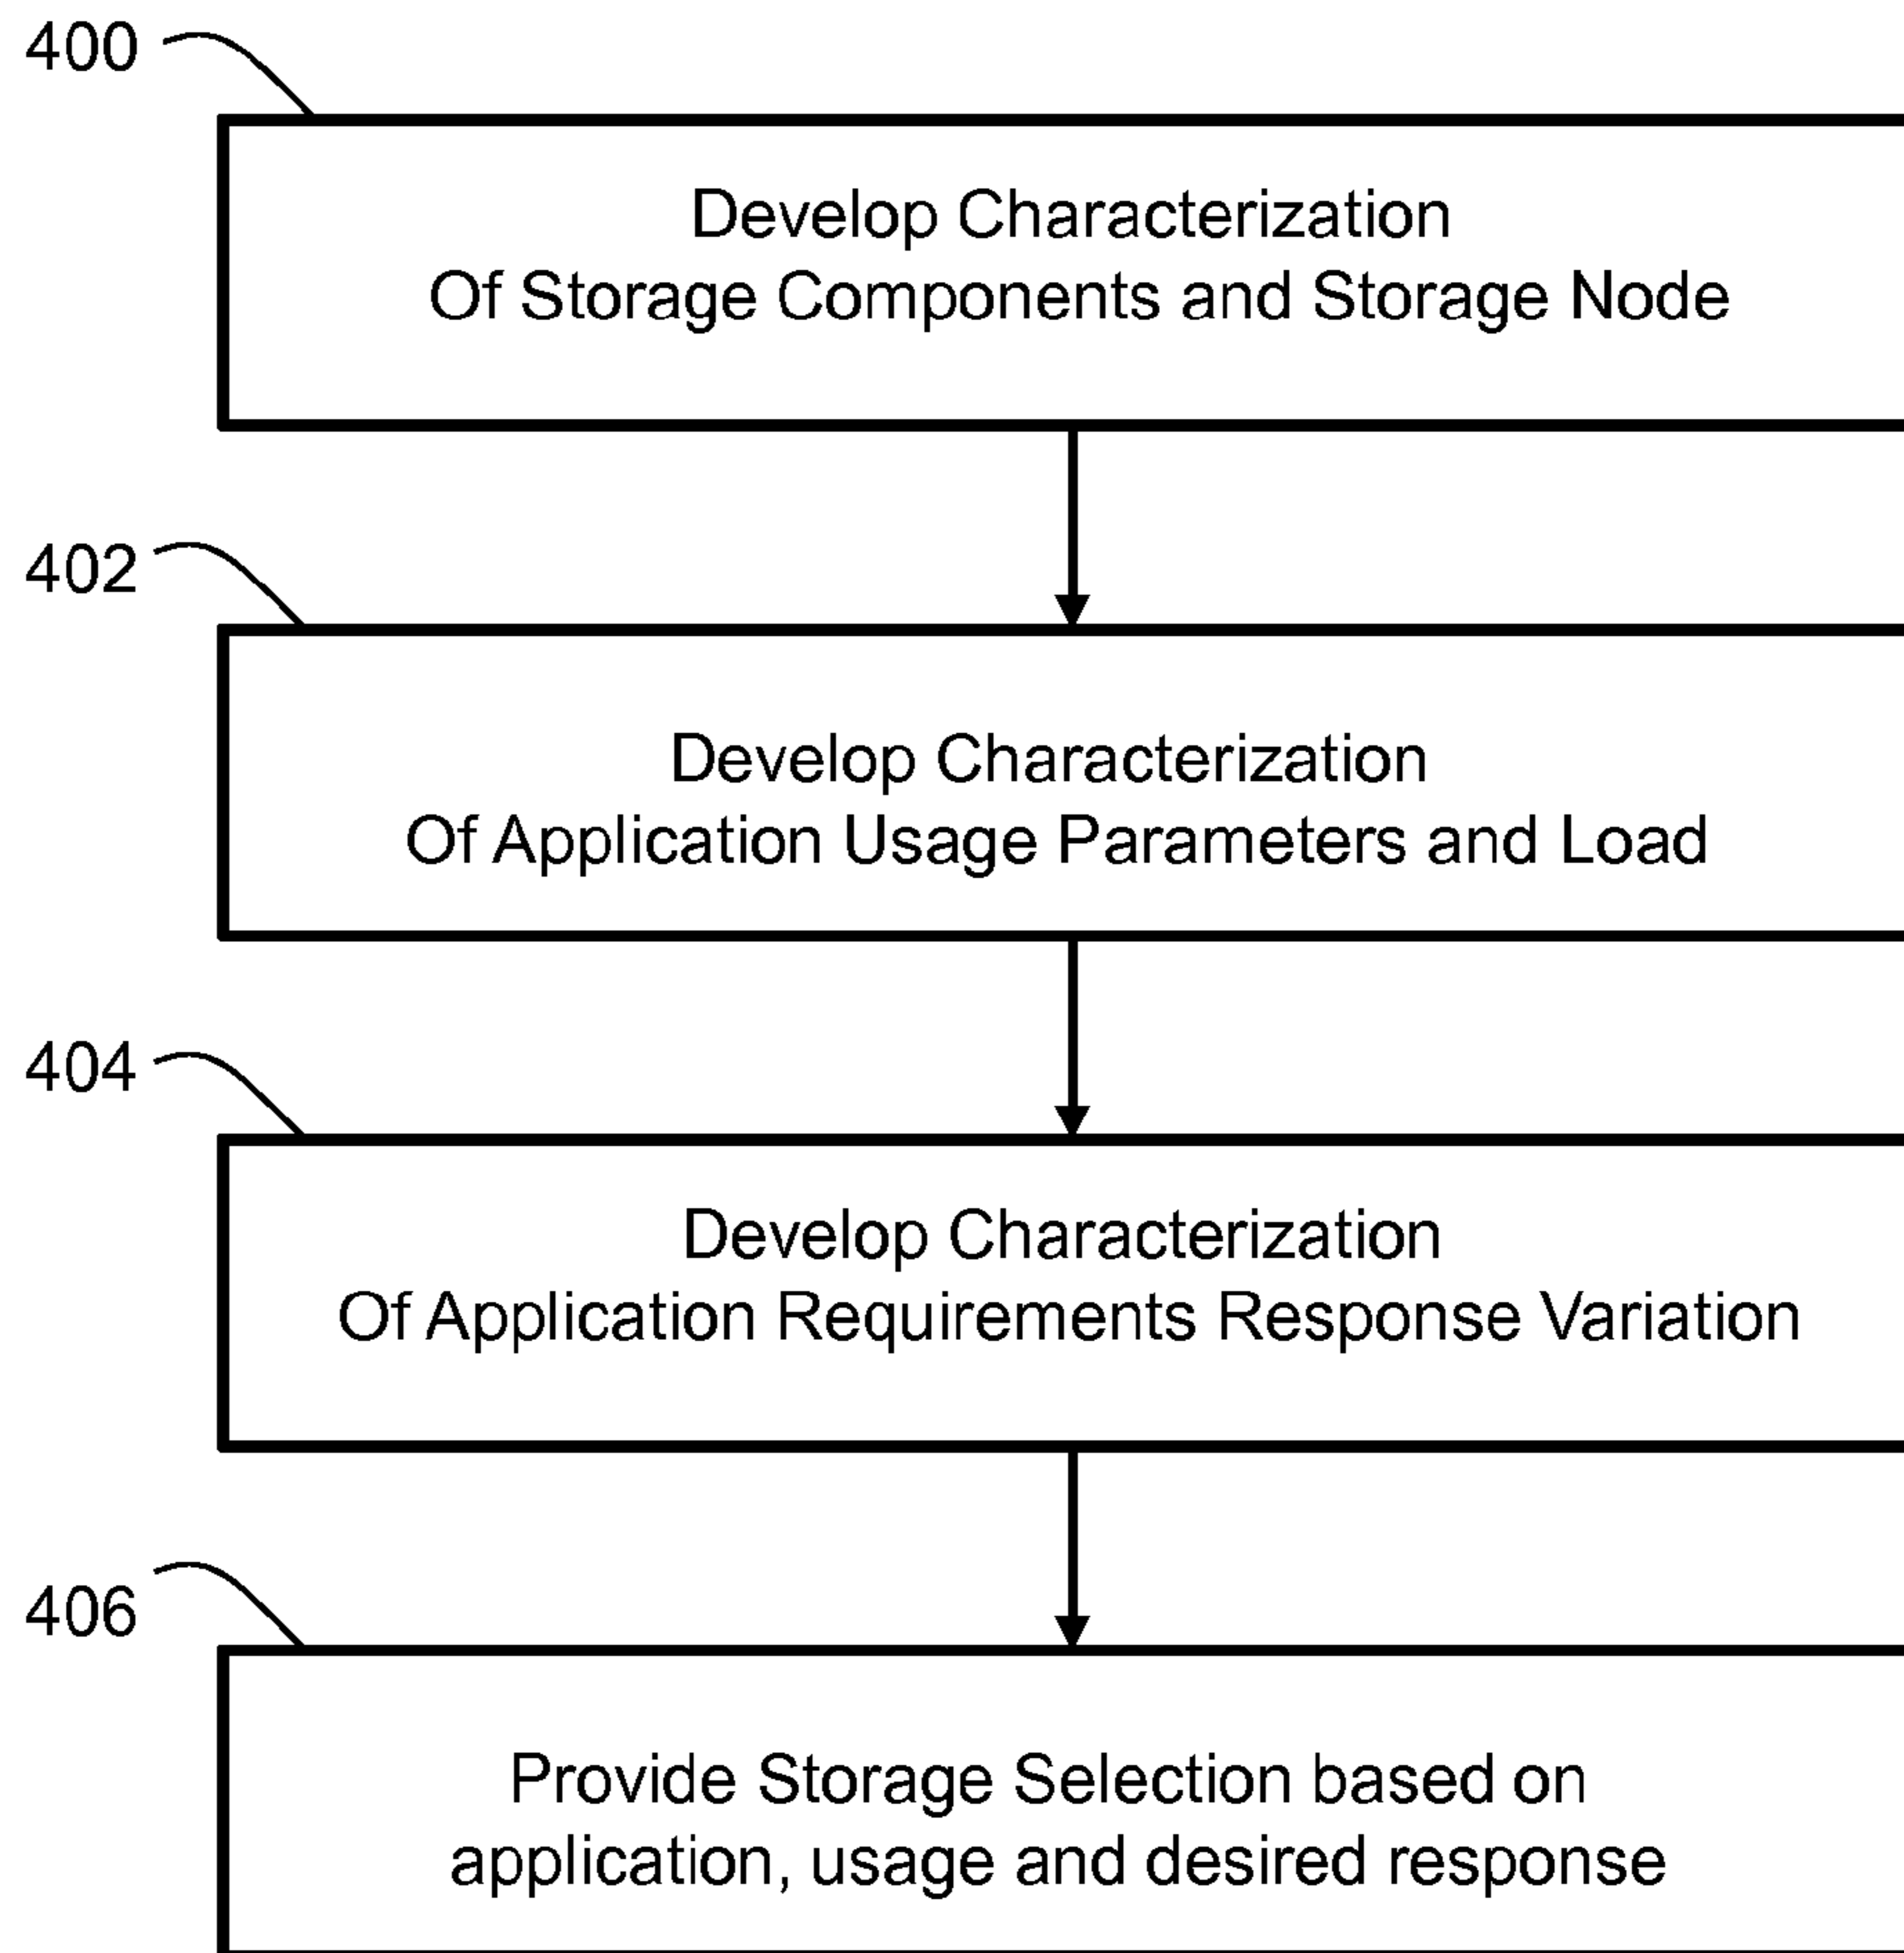 400
Develop Characterization
Of Storage Components and Storage Node
402
Develop Characterization
Of Application Usage Parameters and Load
404
Develop Characterization
Of Application Requirements Response Variation
406
Provide Storage Selection based on
application, usage and desired response